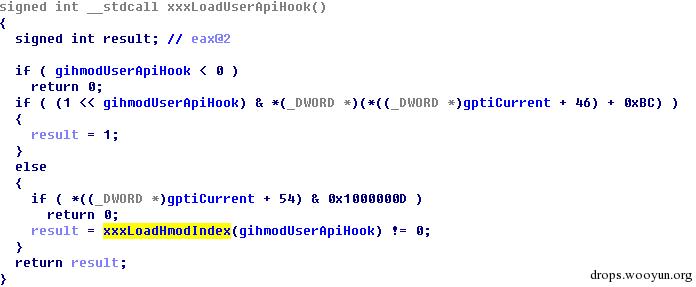 signed int __stdcall xxxLoadUserApiHook()
{
signed int result; // eax@2
if ( gihmodUserApiHook < 0 )
return 0;
if ( (1 << gihmodUserApiHook) & *(_DWORD *)(*((_DWORD *)gptiCurrent + 46) + 0xBC) )
{
result = 1;
}
else
{
if ( *((_DWORD *)gptiCurrent + 54) & 0x1000000D )
return 0;
result = xxxLoadHmodIndex(gihmodUserApiHook) != 0;
}
return result;
}
drops.wooyun.org